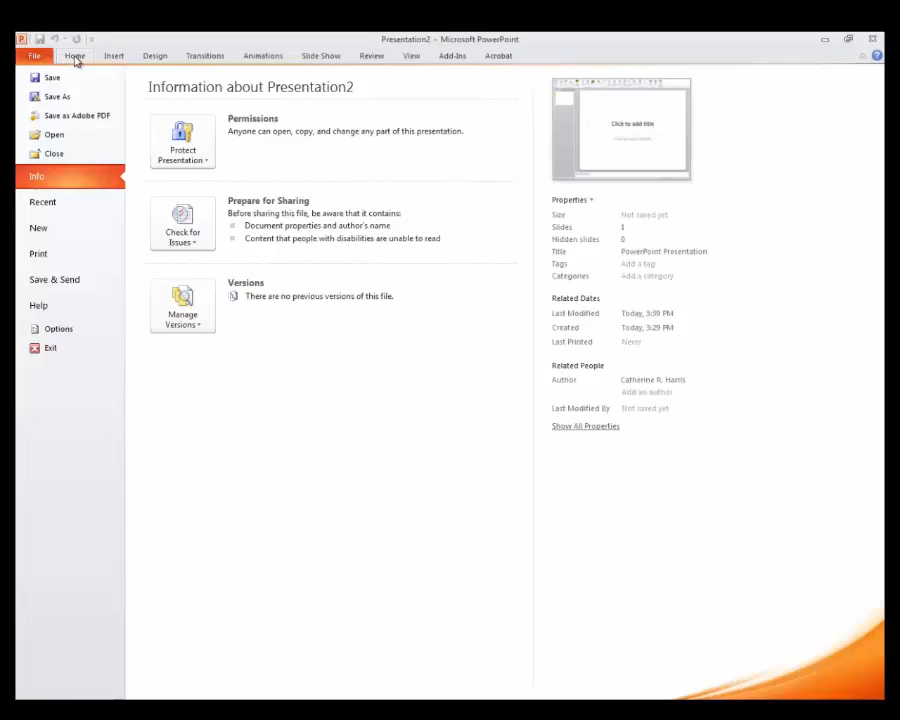 Presentation2 - Microsoft PowerPoint
File Home Insert Design Transitions Animations Slide Show Review View Add-Ins Acrobat
Save
Save As
Save as Adobe PDF
Open
Close
Info
Recent
New
Print
Save & Send
Help
Options
Exit
Information about Presentation2
Protect
Presentation
Permissions
Anyone can open, copy, and change any part of this presentation.
Check for
Issues
Prepare for Sharing
Before sharing this file, be aware that it contains:
Document properties and author's name
Content that people with disabilities are unable to read
Manage
Versions
Versions
There are no previous versions of this file.
Click to add title
Properties
Size Not saved yet
Slides 1
Hidden slides 0
Title PowerPoint Presentation
Tags Add a tag
Categories Add a category
Related Dates
Last Modified Today, 3:39 PM
Created Today, 3:29 PM
Last Printed Never
Related People
Author Catherine R. Harris
Add an author
Last Modified By Not saved yet
Show All Properties